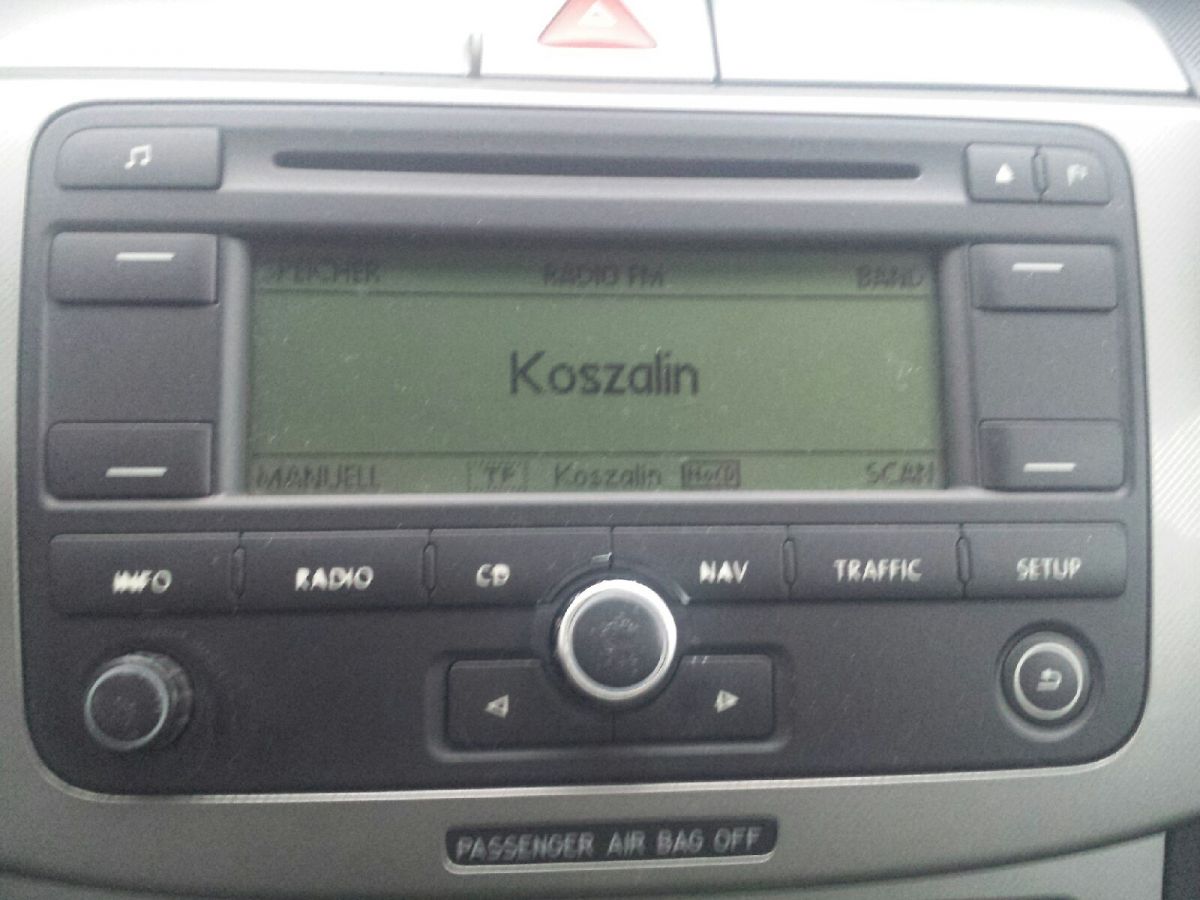 SPEICHER RADIO FM BAND
Koszalin
MANUELL TP Koszalin SCAN
INFO RADIO CD NAV TRAFFIC SETUP
PASSENGER AIR BAG OFF